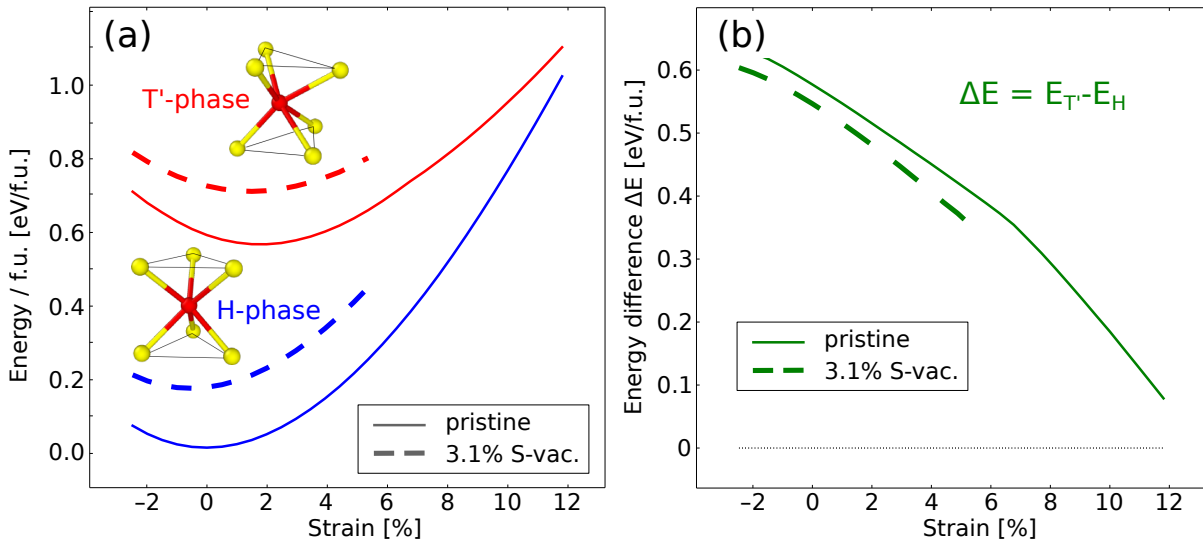 (a)
T'-phase
H-phase
Energy / f.u. [eV/f.u.]
1.0
0.8
0.6
0.4
0.2
0.0
pristine
3.1% S-vac.
−2 0 2 4 6 8 10 12
Strain [%]
(b)
ΔE = E_T'-E_H
Energy difference ΔE [eV/f.u.]
0.6
0.5
0.4
0.3
0.2
0.1
0
pristine
3.1% S-vac.
−2 0 2 4 6 8 10 12
Strain [%]